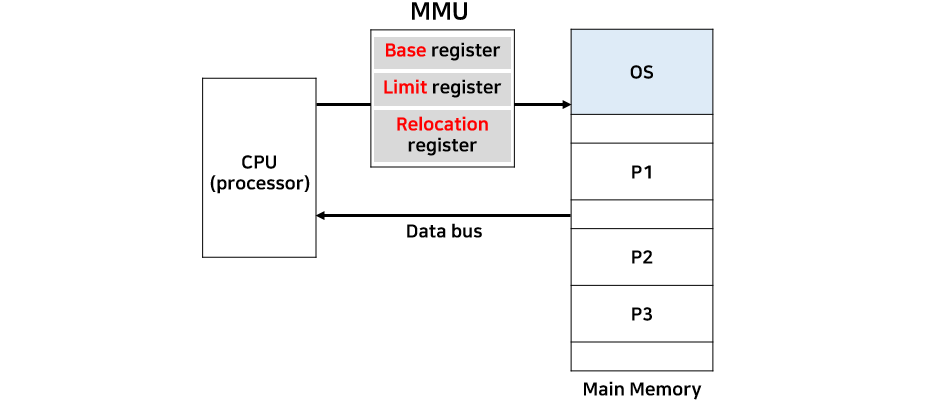 MMU
Base register
Limit register
Relocation
register
CPU
(processor)
Data bus
OS
P1
P2
P3
Main Memory